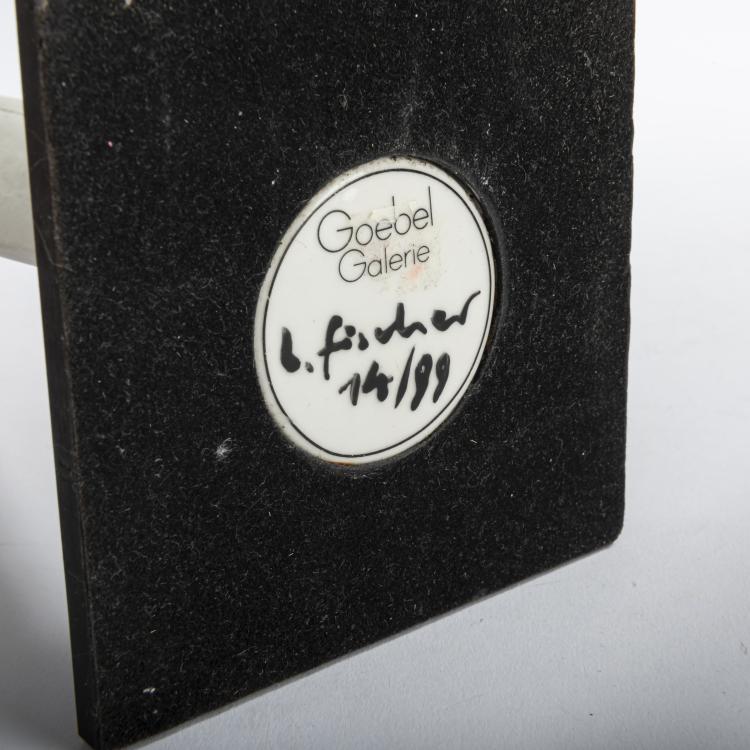 Goebel
Galerie
L. Fischer
14/99